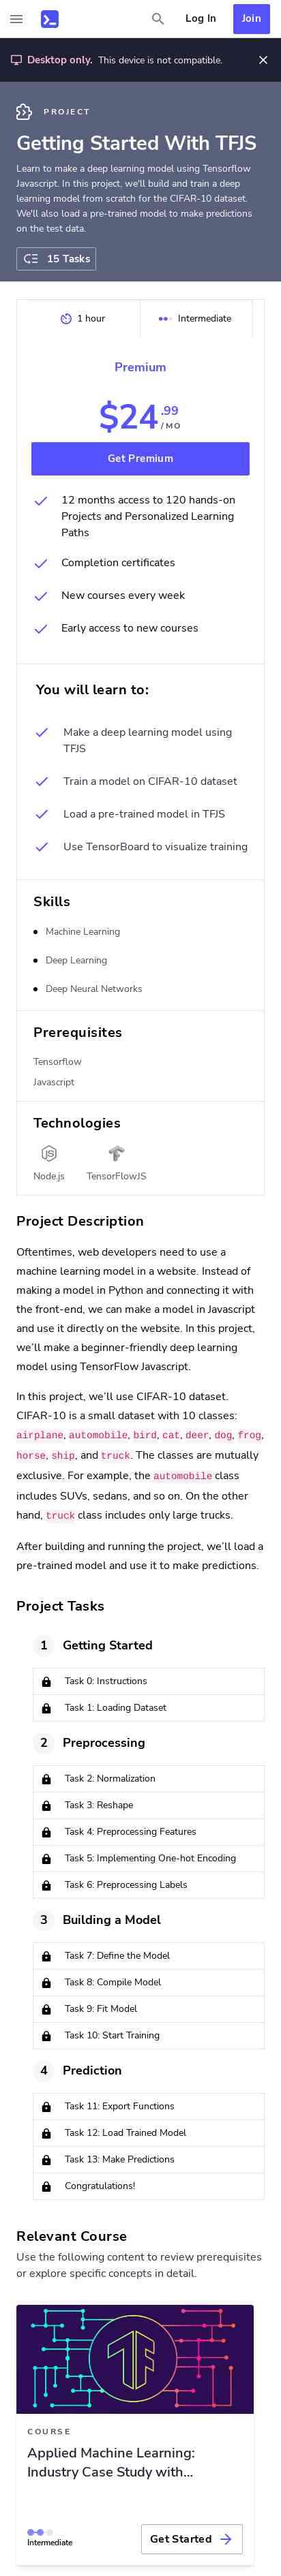 Log In
Join
Desktop only. This device is not compatible.
PROJECT
Getting Started With TFJS
Learn to make a deep learning model using Tensorflow
Javascript. In this project, we'll build and train a deep
learning model from scratch for the CIFAR-10 dataset.
We'll also load a pre-trained model to make predictions
on the test data.
15 Tasks
1 hour
Intermediate
Premium
$24.99
/MO
Get Premium
12 months access to 120 hands-on
Projects and Personalized Learning
Paths
Completion certificates
New courses every week
Early access to new courses
You will learn to:
Make a deep learning model using
TFJS
Train a model on CIFAR-10 dataset
Load a pre-trained model in TFJS
Use TensorBoard to visualize training
Skills
Machine Learning
Deep Learning
Deep Neural Networks
Prerequisites
Tensorflow
Javascript
Technologies
Node.js
TensorFlowJS
Project Description
Oftentimes, web developers need to use a
machine learning model in a website. Instead of
making a model in Python and connecting it with
the front-end, we can make a model in Javascript
and use it directly on the website. In this project,
we'll make a beginner-friendly deep learning
model using TensorFlow Javascript.
In this project, we'll use CIFAR-10 dataset.
CIFAR-10 is a small dataset with 10 classes:
airplane, automobile, bird, cat, deer, dog, frog,
horse, ship, and truck. The classes are mutually
exclusive. For example, the automobile class
includes SUVs, sedans, and so on. On the other
hand, truck class includes only large trucks.
After building and running the project, we'll load a
pre-trained model and use it to make predictions.
Project Tasks
1 Getting Started
Task 0: Instructions
Task 1: Loading Dataset
2 Preprocessing
Task 2: Normalization
Task 3: Reshape
Task 4: Preprocessing Features
Task 5: Implementing One-hot Encoding
Task 6: Preprocessing Labels
3 Building a Model
Task 7: Define the Model
Task 8: Compile Model
Task 9: Fit Model
Task 10: Start Training
4 Prediction
Task 11: Export Functions
Task 12: Load Trained Model
Task 13: Make Predictions
Congratulations!
Relevant Course
Use the following content to review prerequisites
or explore specific concepts in detail.
COURSE
Applied Machine Learning:
Industry Case Study with...
Intermediate
Get Started